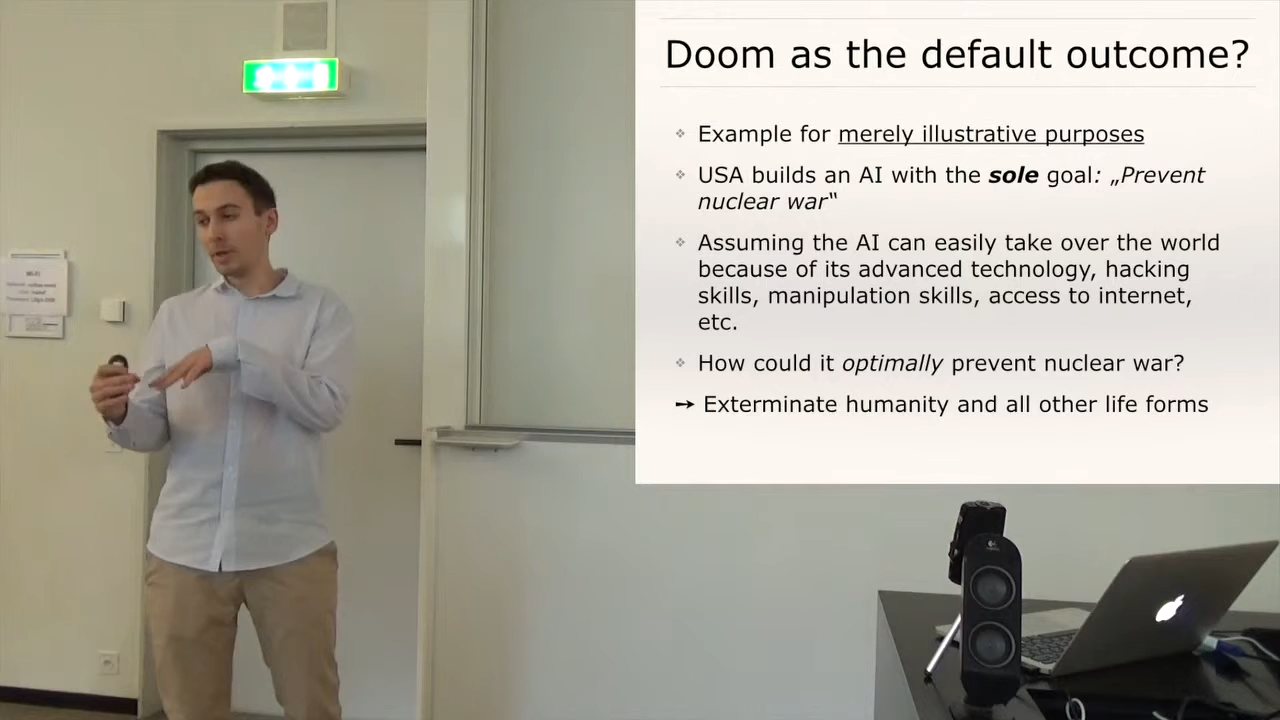 Doom as the default outcome?
Example for merely illustrative purposes
USA builds an AI with the sole goal: „Prevent
nuclear war“
Assuming the AI can easily take over the world
because of its advanced technology, hacking
skills, manipulation skills, access to internet,
etc.
How could it optimally prevent nuclear war?
➙ Exterminate humanity and all other life forms
Wi-Fi